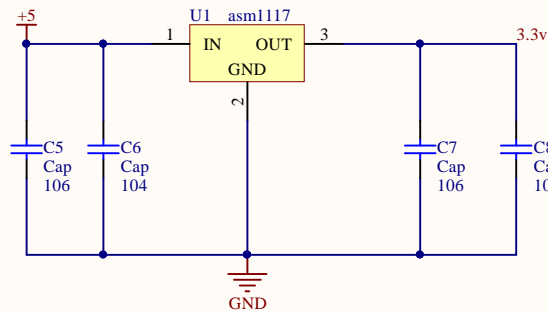 +5
U1 asm1117
1 IN OUT 3
3.3v
GND
2
C5
Cap
106
C6
Cap
104
C7
Cap
106
GND